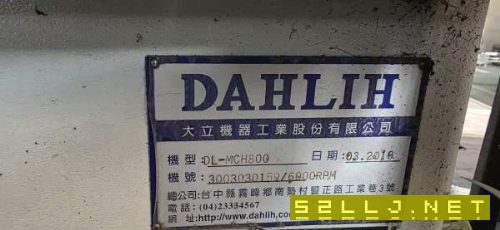 DAHLIH
大立機器工業股份有限公司
機型:DL-MCH800 日期:03.2010
機號:3003030159/6000RPM
總公司:台中縣霧峰鄉南勢村豐正路工業巷3號
電話:(04)23334567
網 址:http://www.dahlih.com
52LLJ.NET